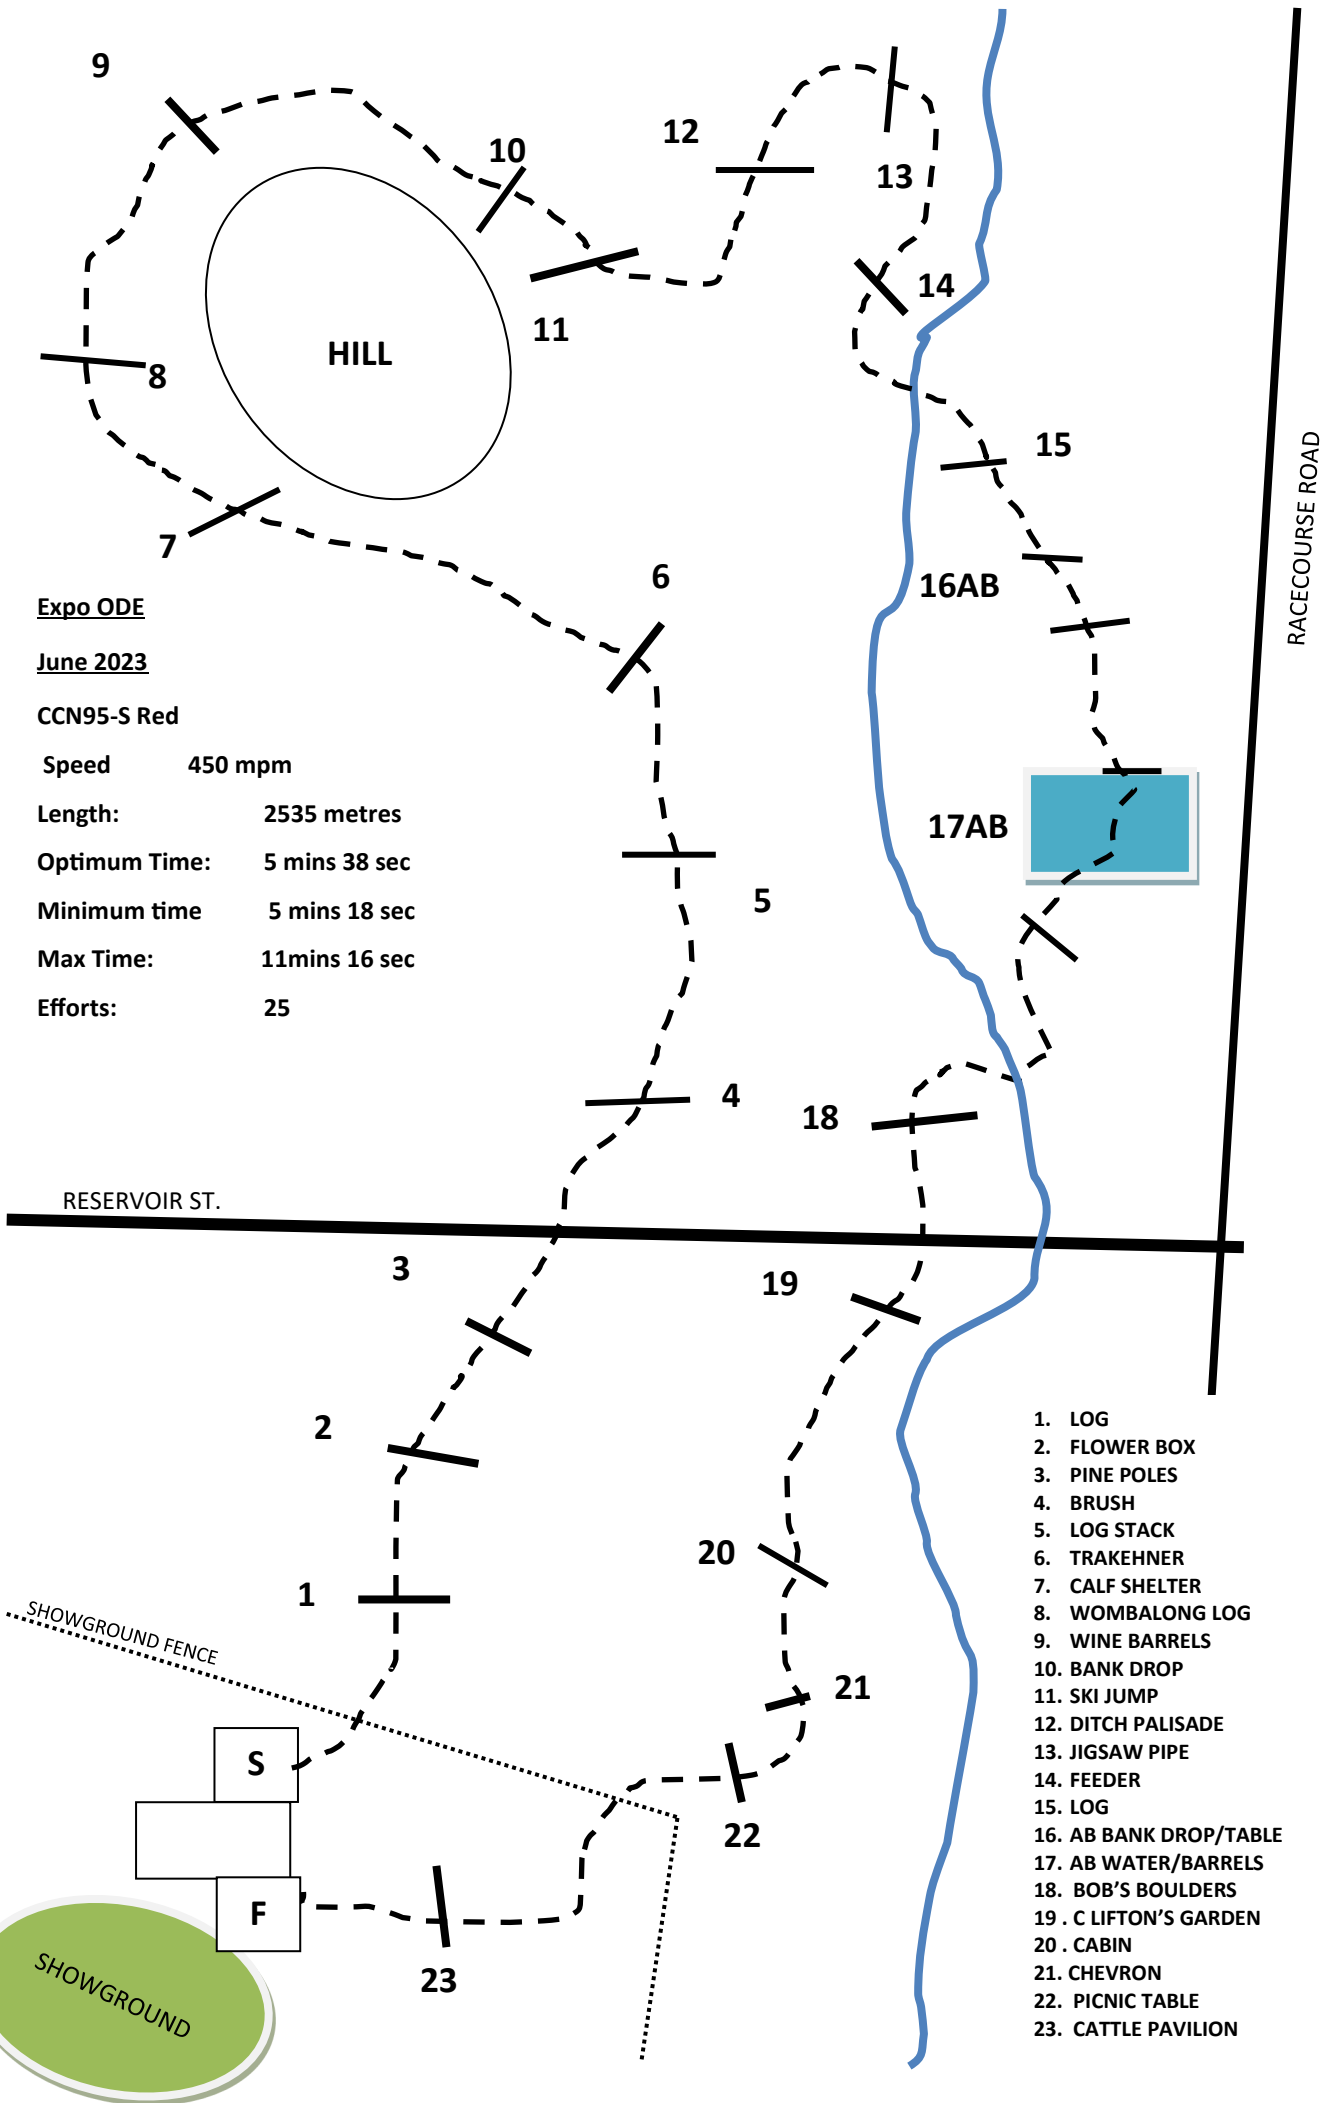 9
10
12
13
14
11
HILL
8
15
7
6
16AB
RACECOURSE ROAD
Expo ODE
June 2023
CCN95-S Red
Speed 450 mpm
Length: 2535 metres
Optimum Time: 5 mins 38 sec
Minimum time 5 mins 18 sec
Max Time: 11mins 16 sec
Efforts: 25
17AB
5
4
18
RESERVOIR ST.
3
19
2
20
1
SHOWGROUND FENCE
21
S
22
F
23
SHOWGROUND
1. LOG
2. FLOWER BOX
3. PINE POLES
4. BRUSH
5. LOG STACK
6. TRAKEHNER
7. CALF SHELTER
8. WOMBALONG LOG
9. WINE BARRELS
10. BANK DROP
11. SKI JUMP
12. DITCH PALISADE
13. JIGSAW PIPE
14. FEEDER
15. LOG
16. AB BANK DROP/TABLE
17. AB WATER/BARRELS
18. BOB'S BOULDERS
19 . C LIFTON'S GARDEN
20 . CABIN
21. CHEVRON
22. PICNIC TABLE
23. CATTLE PAVILION